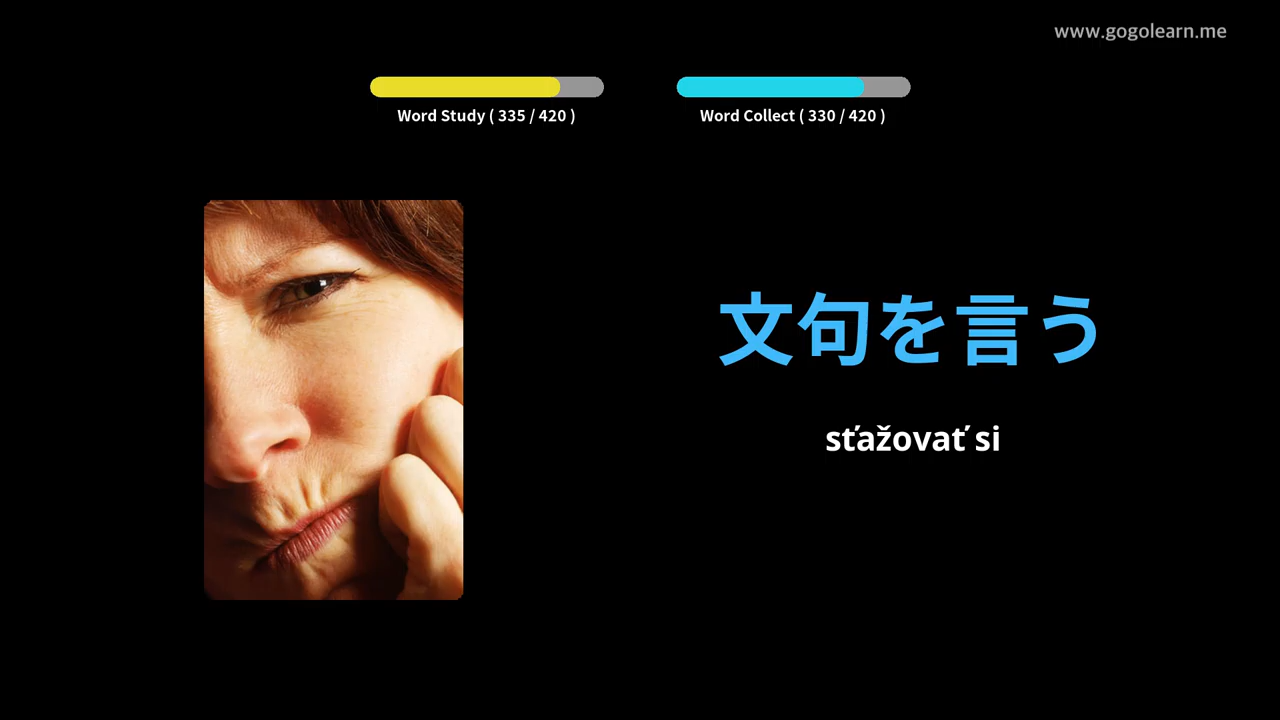 www.gogolearn.me
Word Study ( 335 / 420 )
Word Collect ( 330 / 420 )
文句を言う
sťažovať si